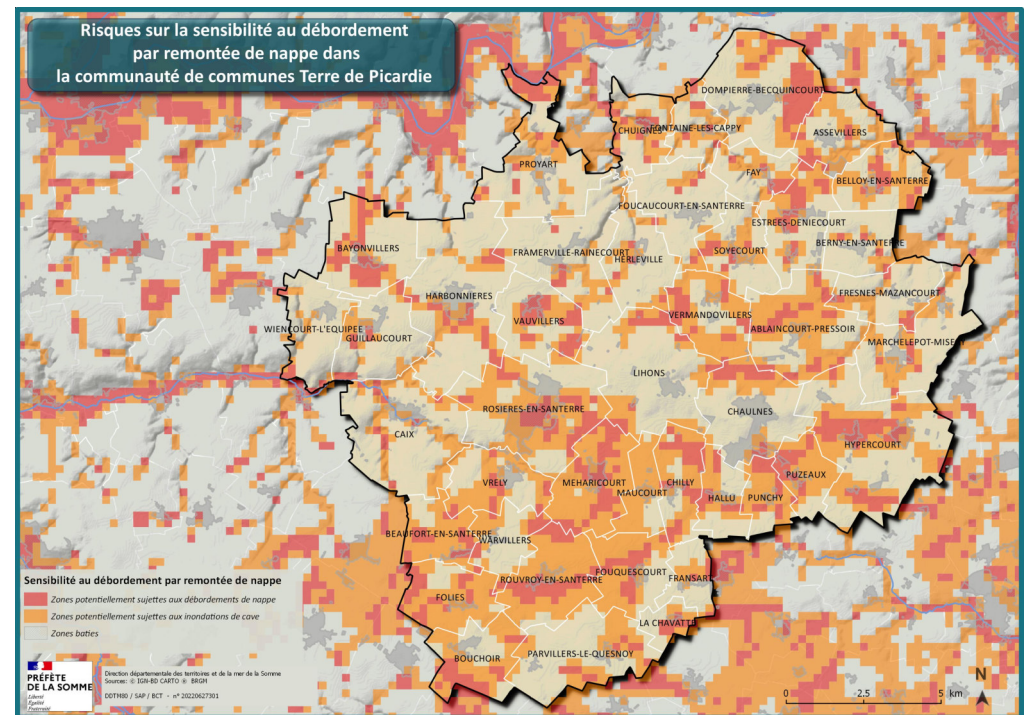 Risques sur la sensibilité au débordement
par remontée de nappe dans
la communauté de communes Terre de Picardie
DOMPIERRE-BECQUINCOURT
CHUIGNES
FONTAINE-LES-CAPPY
ASSEVILLERS
PROYART
FAY
BELLOY-EN-SANTERRE
FOUCAUCOURT-EN-SANTERRE
ESTREES-DENIECOURT
BAYONVILLERS
FRAMERVILLE-RAINECOURT
HERLEVILLE
SOYECOURT
BERNY-EN-SANTERRE
HARBONNIERES
FRESNES-MAZANCOURT
WIENCOURT-L'EQUIPEE
GUILLAUCOURT
VAUVILLERS
VERMANDOVILLERS
ABLAINCOURT-PRESSOIR
MARCHELEPOT-MISERY
LIHONS
ROSIERES-EN-SANTERRE
CHAULNES
CAIX
HYPERCOURT
VRELY
MEHARICOURT
MAUCOURT
CHILLY
HALLU
PUNCHY
PUZEAUX
BEAUFORT-EN-SANTERRE
WARVILLERS
ROUVROY-EN-SANTERRE
FOUQUESCOURT
FRANSART
FOLIES
LA CHAVATTE
BOUCHOIR
PARVILLERS-LE-QUESNOY
Sensibilité au débordement par remontée de nappe
Zones potentiellement sujettes aux débordements de nappe
Zones potentiellement sujettes aux inondations de cave
Zones baties
PRÉFÈTE
DE LA SOMME
Liberté
Égalité
Fraternité
Direction départementale des territoires et de la mer de la Somme
Sources: © IGN-BD CARTO ® BRGM
DDTM80 / SAP / BCT - n° 20220627301
N
0 2.5 5 km